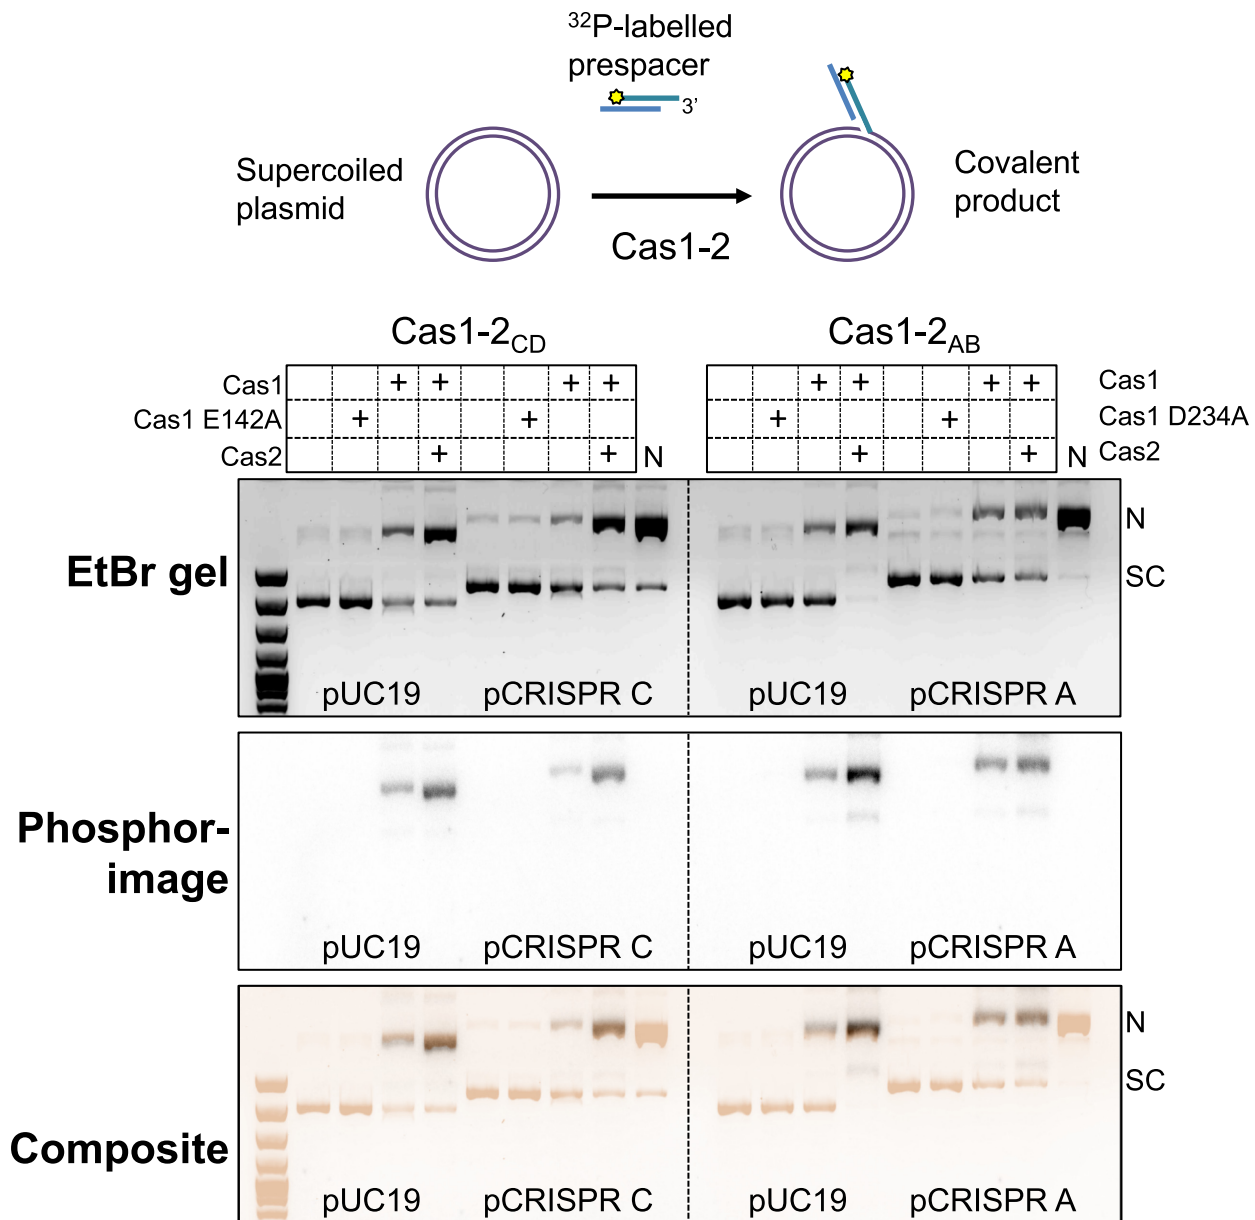 ³²P-labelled
prespacer
3’
Supercoiled
plasmid
Cas1-2
Covalent
product
Cas1-2CD
Cas1-2AB
Cas1 + + + + + + + + Cas1
Cas1 E142A + + + + Cas1 D234A
Cas2 + + N + + N Cas2
EtBr gel
N
SC
pUC19 pCRISPR C pUC19 pCRISPR A
Phosphor-
image
pUC19 pCRISPR C pUC19 pCRISPR A
Composite
N
SC
pUC19 pCRISPR C pUC19 pCRISPR A